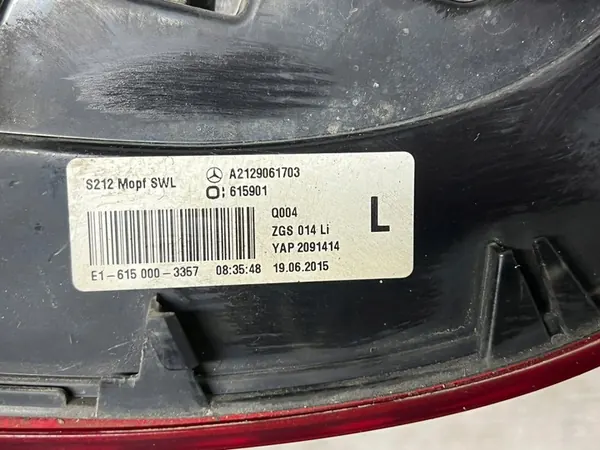 S212 Mopf SWL
A2129061703
615901
Q004
ZGS 014 Li
YAP 2091414
L
E1-615 000-3357 08:35:48 19.06.2015